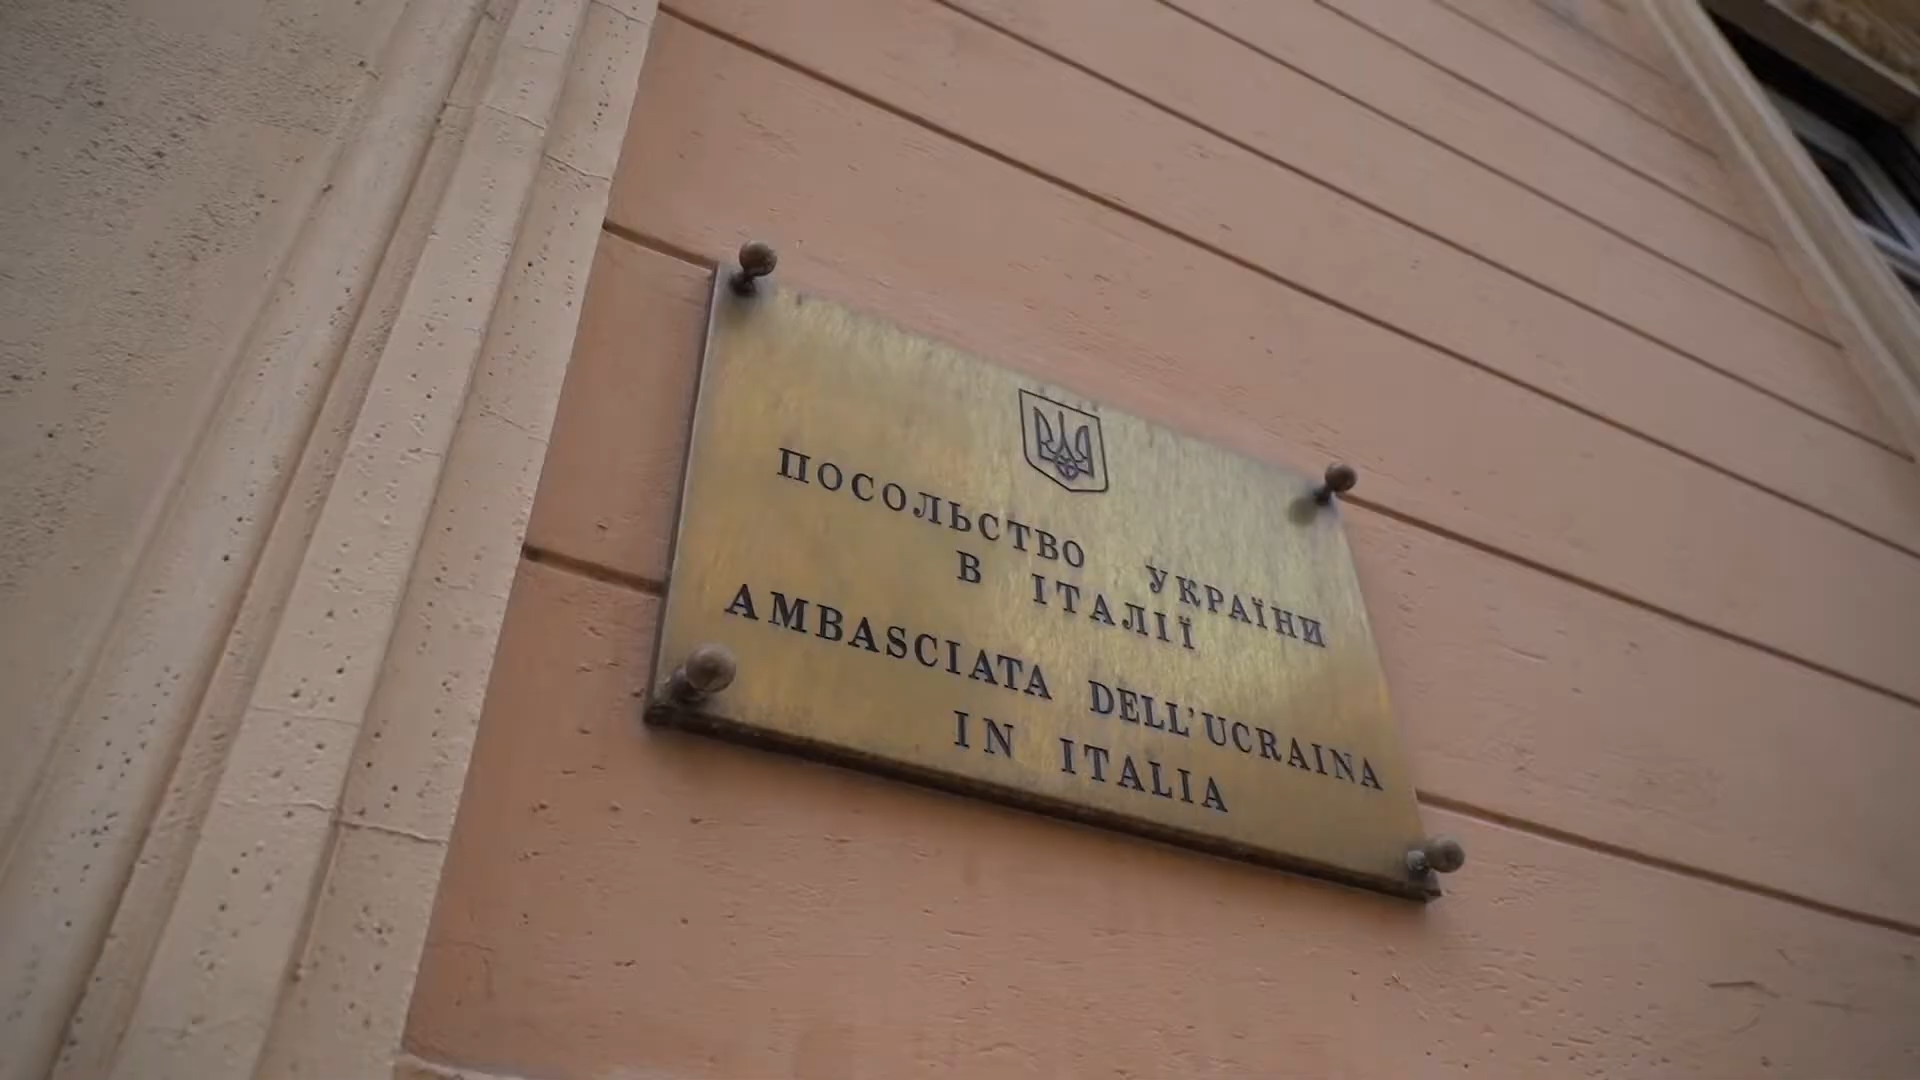 ПОСОЛЬСТВО УКРАЇНИ
В ІТАЛІЇ
AMBASCIATA DELL'UCRAINA
IN ITALIA